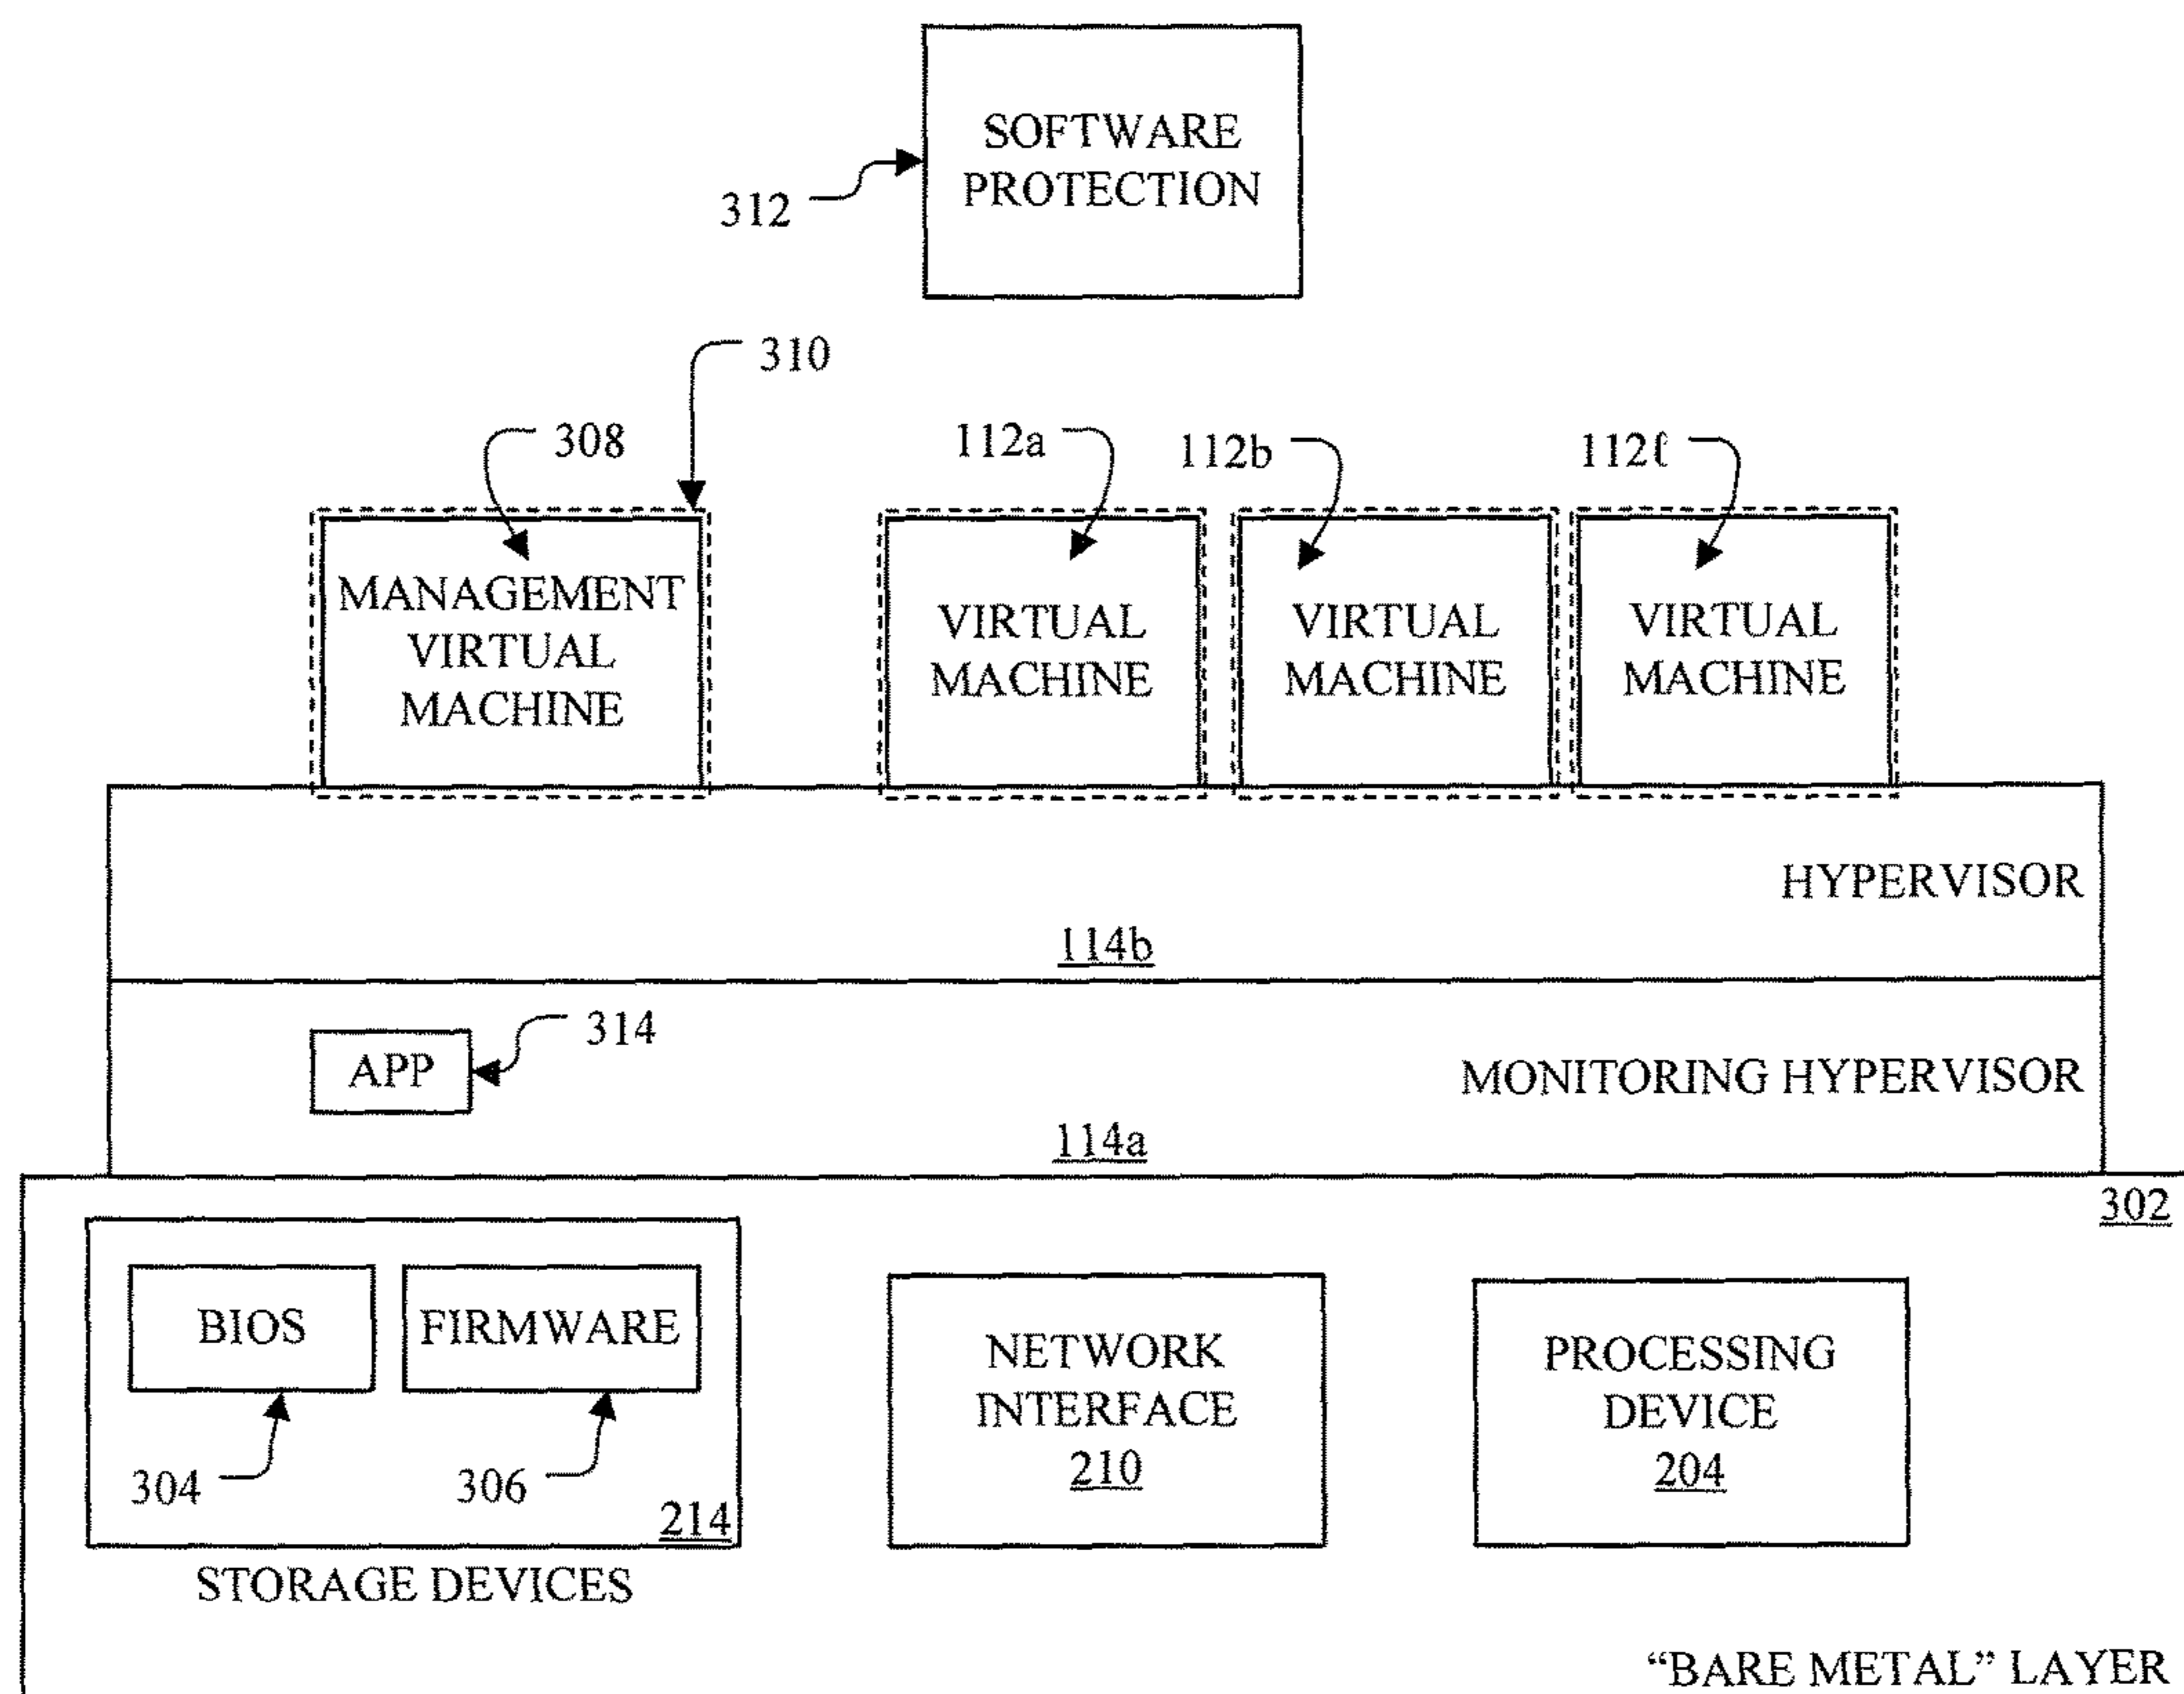 SOFTWARE
PROTECTION
312
310
308
112a
112b
112f
MANAGEMENT
VIRTUAL
MACHINE
VIRTUAL
MACHINE
VIRTUAL
MACHINE
VIRTUAL
MACHINE
HYPERVISOR
114b
314
APP
MONITORING HYPERVISOR
114a
302
BIOS
FIRMWARE
304
306
214
STORAGE DEVICES
NETWORK
INTERFACE
210
PROCESSING
DEVICE
204
“BARE METAL” LAYER